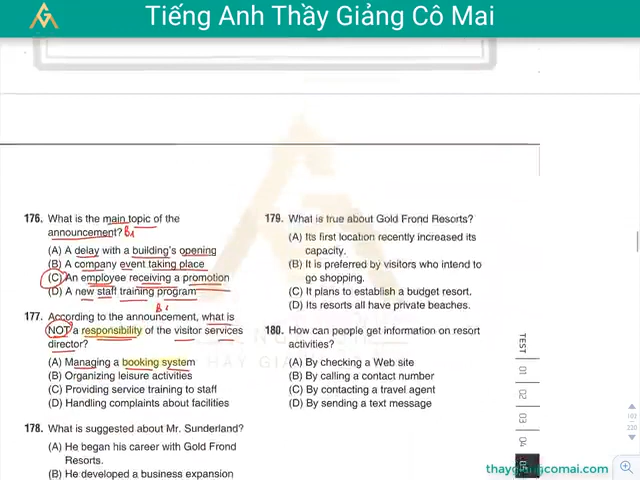 Tiếng Anh Thầy Giảng Cô Mai
176. What is the main topic of the
announcement? B1
(A) A delay with a building's opening
(B) A company event taking place
(C) An employee receiving a promotion
(D) A new staff training program
177. According to the announcement, what is
NOT a responsibility of the visitor services
director?
(A) Managing a booking system
(B) Organizing leisure activities
(C) Providing service training to staff
(D) Handling complaints about facilities
178. What is suggested about Mr. Sunderland?
(A) He began his career with Gold Frond
Resorts.
(B) He developed a business expansion
179. What is true about Gold Frond Resorts?
(A) Its first location recently increased its
capacity.
(B) It is preferred by visitors who intend to
go shopping.
(C) It plans to establish a budget resort.
(D) Its resorts all have private beaches.
180. How can people get information on resort
activities?
(A) By checking a Web site
(B) By calling a contact number
(C) By contacting a travel agent
(D) By sending a text message
TEST
01
02
03
04
05
102
220
thaygiangcomai.com